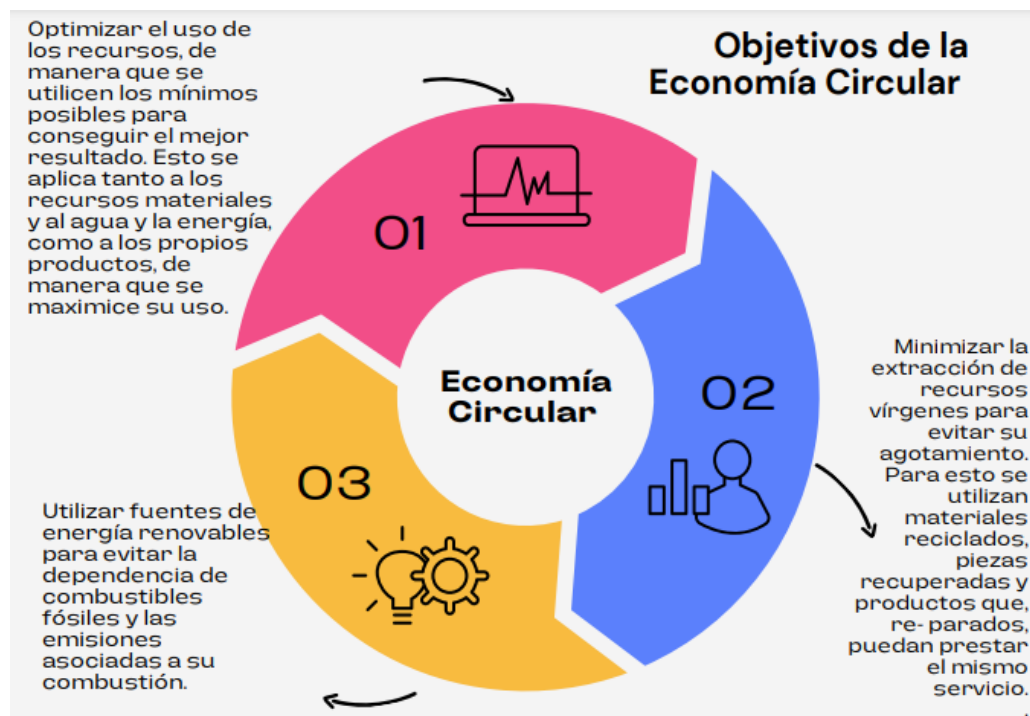 Objetivos de la
Economía Circular
Optimizar el uso de
los recursos, de
manera que se
utilicen los mínimos
posibles para
conseguir el mejor
resultado. Esto se
aplica tanto a los
recursos materiales
y al agua y la energía,
como a los propios
productos, de
manera que se
maximice su uso.
01
Economía
Circular
02
Minimizar la
extracción de
recursos
vírgenes para
evitar su
agotamiento.
Para esto se
utilizan
materiales
reciclados,
piezas
recuperadas y
productos que,
re- parados,
puedan prestar
el mismo
servicio.
.
03
Utilizar fuentes de
energía renovables
para evitar la
dependencia de
combustibles
fósiles y las
emisiones
asociadas a su
combustión.